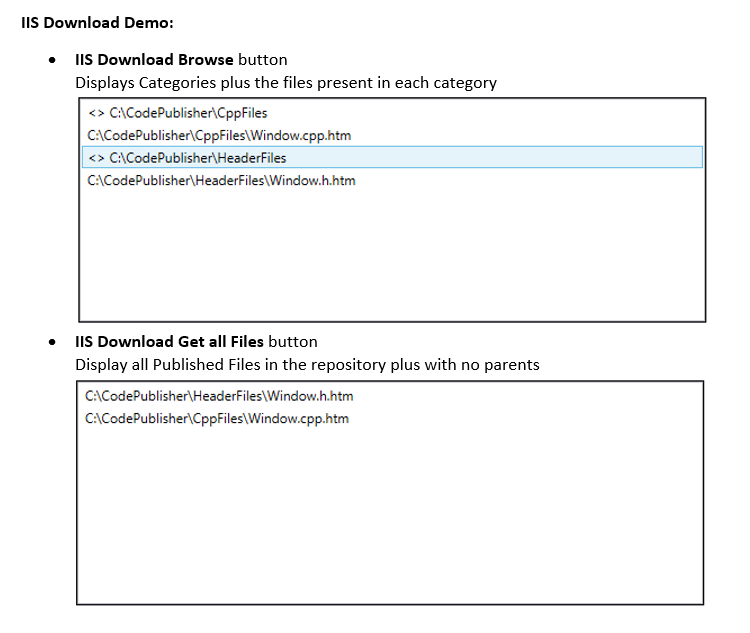 IIS Download Demo:
• IIS Download Browse button
Displays Categories plus the files present in each category
<> C:\CodePublisher\CppFiles
C:\CodePublisher\CppFiles\Window.cpp.htm
<> C:\CodePublisher\HeaderFiles
C:\CodePublisher\HeaderFiles\Window.h.htm
• IIS Download Get all Files button
Display all Published Files in the repository plus with no parents
C:\CodePublisher\HeaderFiles\Window.h.htm
C:\CodePublisher\CppFiles\Window.cpp.htm